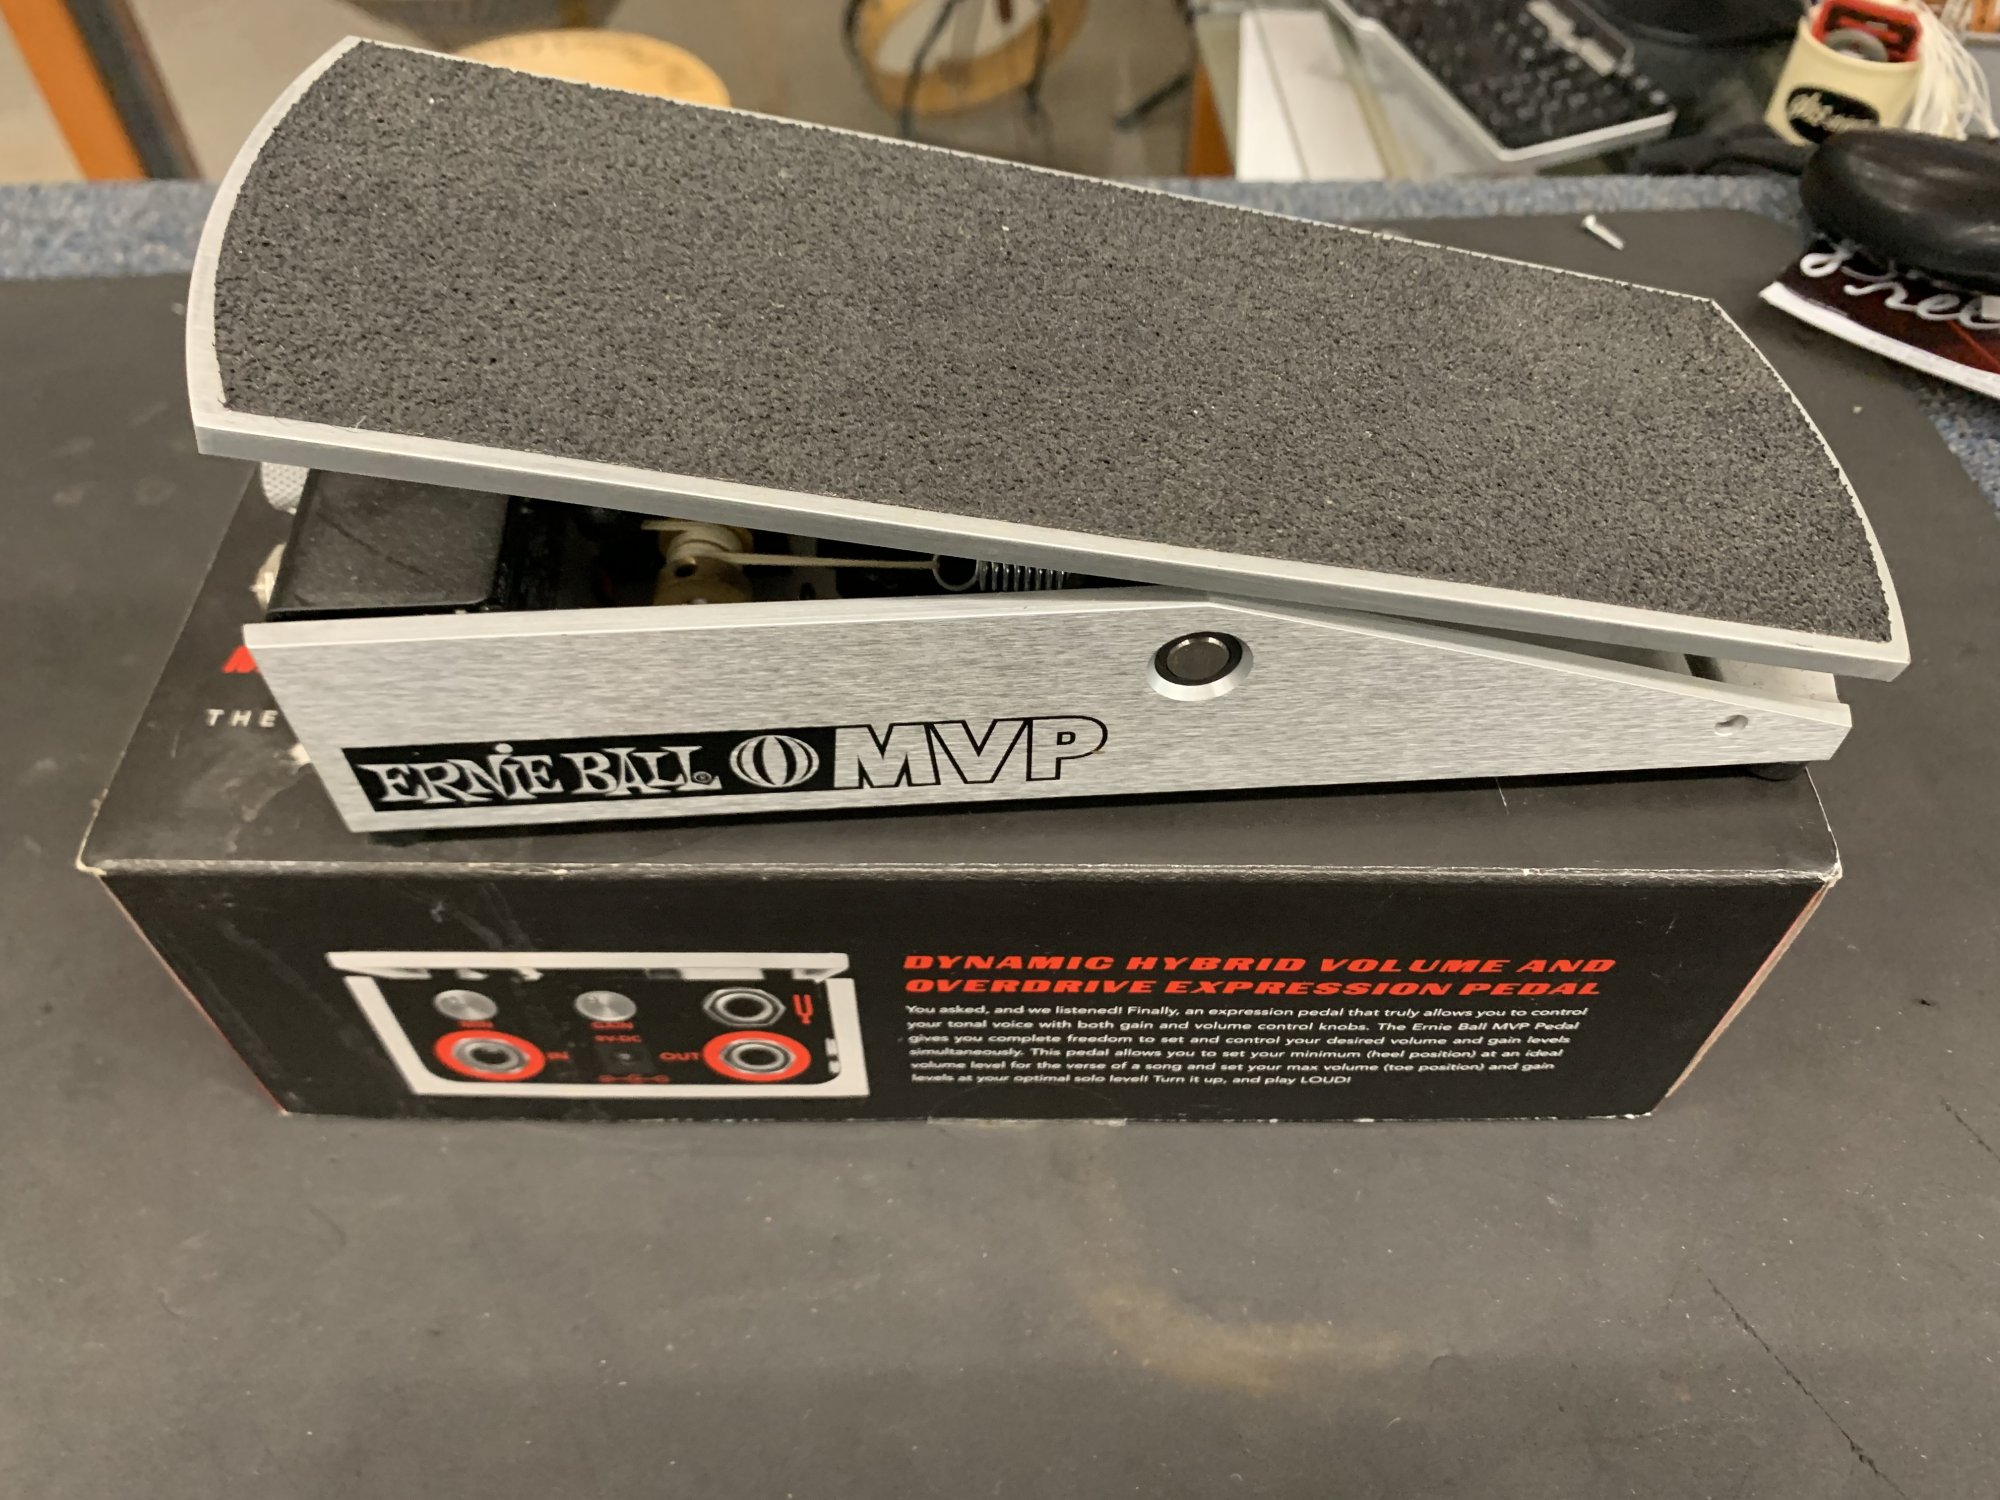 THE
ERNIE BALL® MVP
DYNAMIC HYBRID VOLUME AND
OVERDRIVE EXPRESSION PEDAL
You asked, and we listened! Finally, an expression pedal that truly allows you to control
your tonal voice with both gain and volume control knobs. The Ernie Ball MVP Pedal
gives you complete freedom to set and control your desired volume and gain levels
simultaneously. This pedal allows you to set your minimum (heel position) at an ideal
volume level for the verse of a song and set your max volume (toe position) and gain
levels at your optimal solo level! Turn it up, and play LOUD!
MIN GAIN
9V-DC
IN OUT